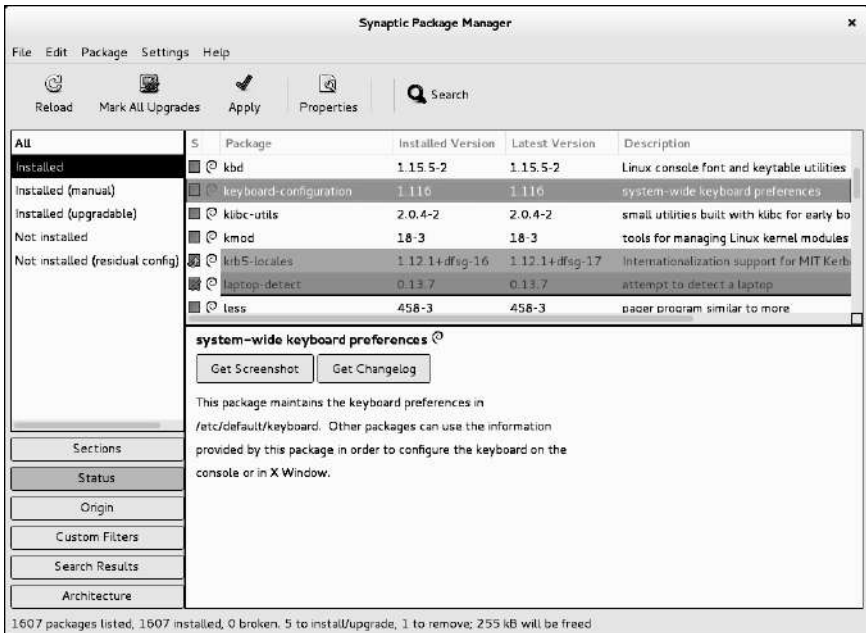 Synaptic Package Manager
File Edit Package Settings Help
Reload Mark All Upgrades Apply Properties Search
All
Installed
Installed (manual)
Installed (upgradable)
Not installed
Not installed (residual config)
S Package Installed Version Latest Version Description
kbd 1.15.5-2 1.15.5-2 Linux console font and keytable utilities
keyboard-configuration 1.116 1.116 system-wide keyboard preferences
klibc-utils 2.0.4-2 2.0.4-2 small utilities built with klibc for early bo
kmod 18-3 18-3 tools for managing Linux kernel modules
krb5-locales 1.12.1+dfsg-16 1.12.1+dfsg-17 Internationalization support for MIT Kerb
laptop-detect 0.13.7 0.13.7 attempt to detect a laptop
less 458-3 458-3 pager program similar to more
system-wide keyboard preferences
Get Screenshot Get Changelog
This package maintains the keyboard preferences in
/etc/default/keyboard. Other packages can use the information
provided by this package in order to configure the keyboard on the
console or in X Window.
Sections
Status
Origin
Custom Filters
Search Results
Architecture
1607 packages listed, 1607 installed, 0 broken. 5 to install/upgrade, 1 to remove; 255 kB will be freed